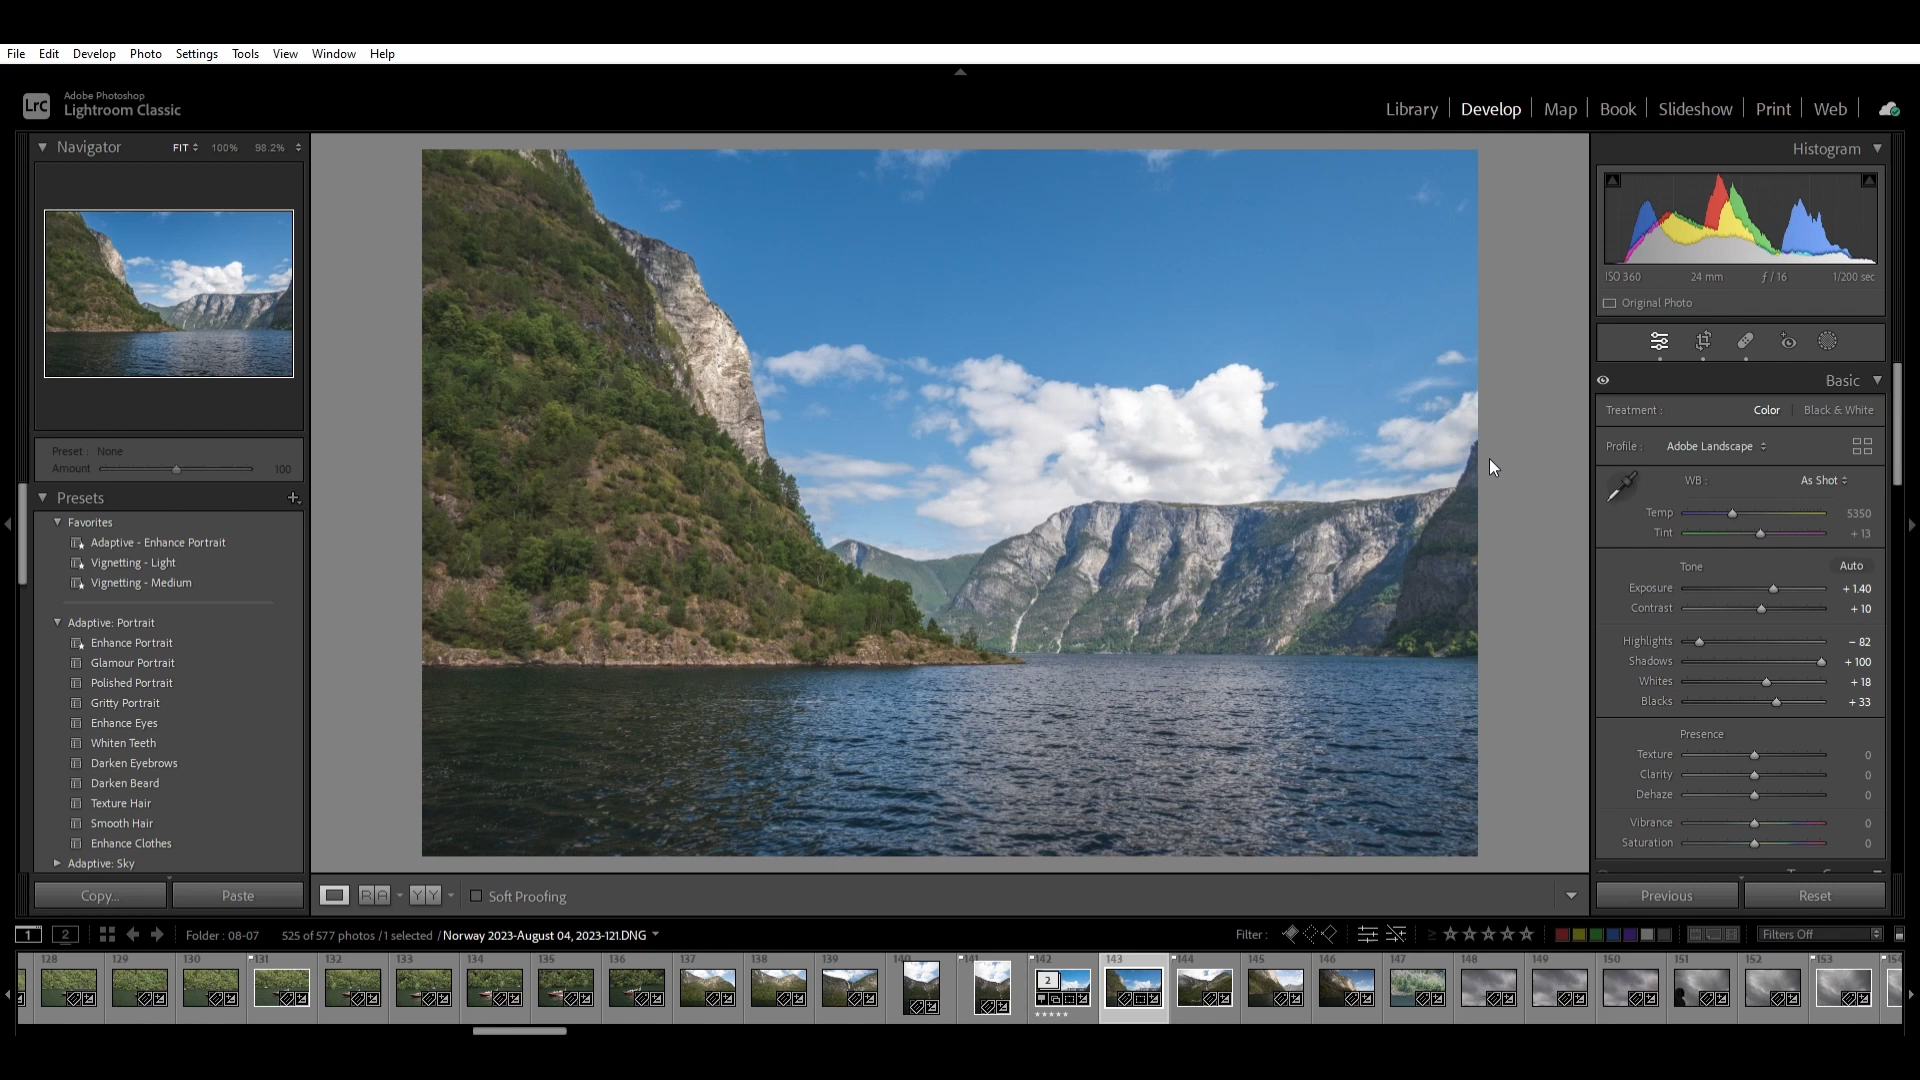 File Edit Develop Photo Settings Tools View Window Help
LrC
Adobe Photoshop
Lightroom Classic
Library Develop Map Book Slideshow Print Web
Navigator FIT 100% 98.2%
Preset : None
Amount 100
Presets
Favorites
Adaptive - Enhance Portrait
Vignetting - Light
Vignetting - Medium
Adaptive: Portrait
Enhance Portrait
Glamour Portrait
Polished Portrait
Gritty Portrait
Enhance Eyes
Whiten Teeth
Darken Eyebrows
Darken Beard
Texture Hair
Smooth Hair
Enhance Clothes
Adaptive: Sky
Copy... Paste
R A Y Y Soft Proofing
Histogram
ISO 360 24 mm ƒ / 16 1/200 sec
Original Photo
Basic
Treatment : Color Black & White
Profile : Adobe Landscape
WB : As Shot
Temp 5350
Tint + 13
Tone Auto
Exposure + 1.40
Contrast + 10
Highlights − 82
Shadows + 100
Whites + 18
Blacks + 33
Presence
Texture 0
Clarity 0
Dehaze 0
Vibrance 0
Saturation 0
Previous Reset
1 2 Folder : 08-07 525 of 577 photos / 1 selected / Norway 2023-August 04, 2023-121.DNG Filter : ≥ ★★★★★ Filters Off
128 129 130 131 132 133 134 135 136 137 138 139 140 141 142 143 144 145 146 147 148 149 150 151 152 153
2
★★★★★